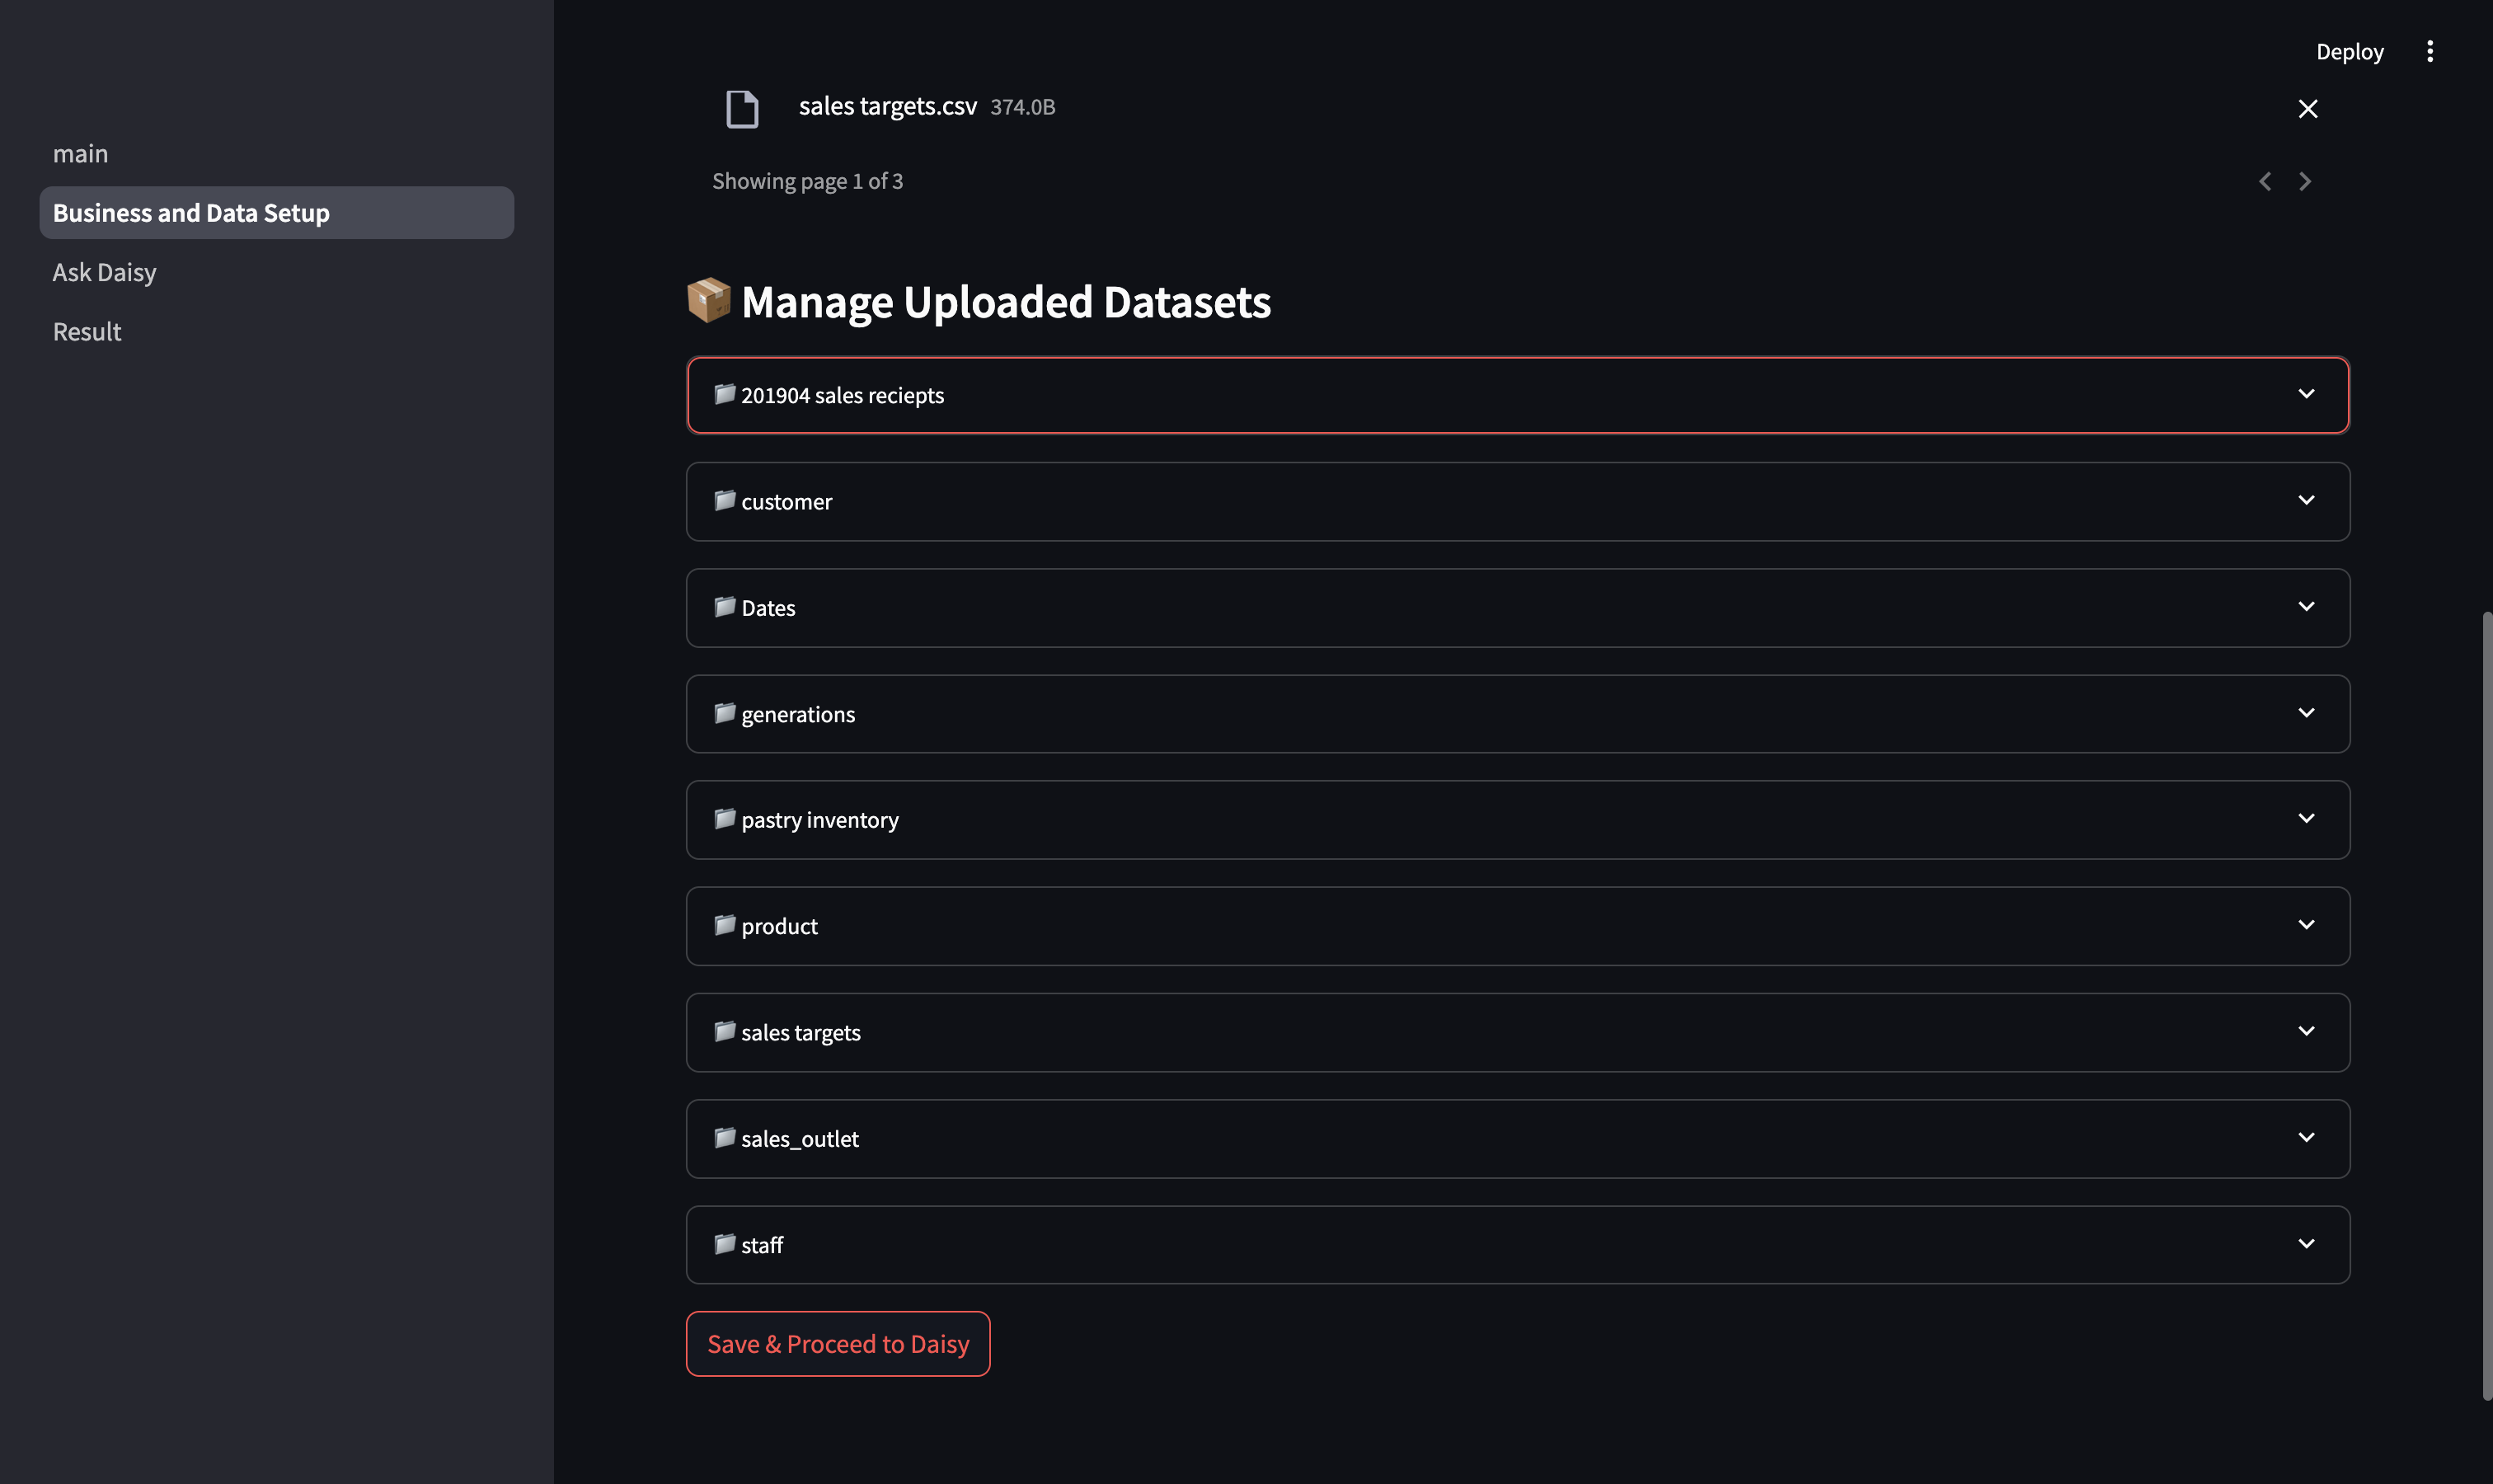 Deploy
sales targets.csv 374.0B
Showing page 1 of 3
main
Business and Data Setup
Ask Daisy
Result
Manage Uploaded Datasets
201904 sales reciepts
customer
Dates
generations
pastry inventory
product
sales targets
sales_outlet
staff
Save & Proceed to Daisy